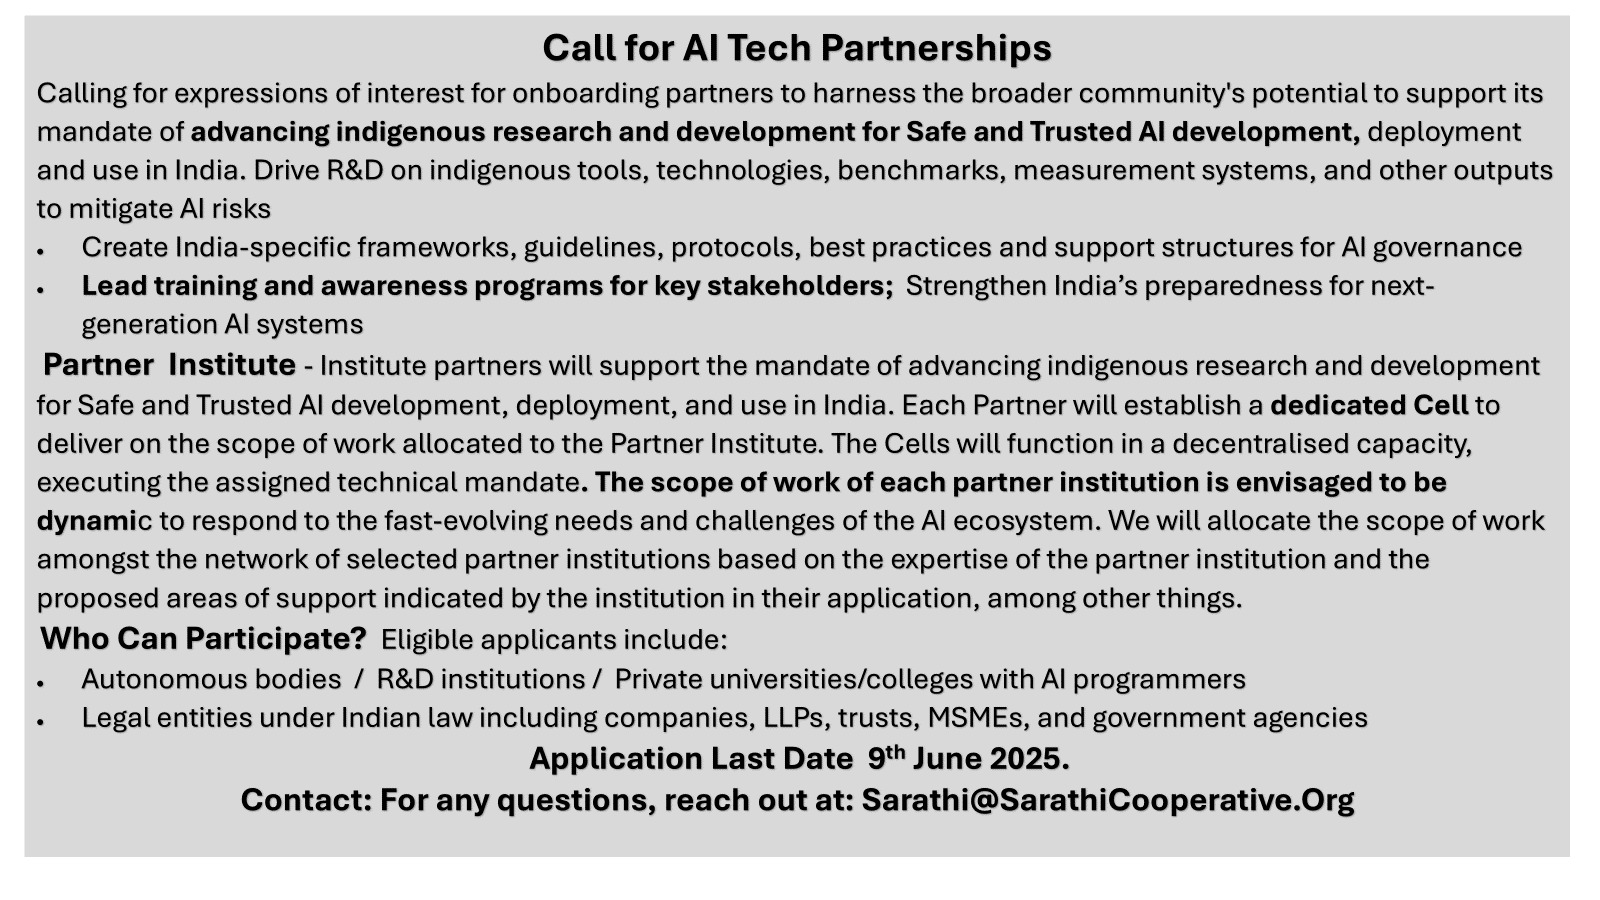 Call for AI Tech Partnerships
Calling for expressions of interest for onboarding partners to harness the broader community's potential to support its
mandate of advancing indigenous research and development for Safe and Trusted AI development, deployment
and use in India. Drive R&D on indigenous tools, technologies, benchmarks, measurement systems, and other outputs
to mitigate AI risks
• Create India-specific frameworks, guidelines, protocols, best practices and support structures for AI governance
• Lead training and awareness programs for key stakeholders; Strengthen India’s preparedness for next-
generation AI systems
Partner Institute - Institute partners will support the mandate of advancing indigenous research and development
for Safe and Trusted AI development, deployment, and use in India. Each Partner will establish a dedicated Cell to
deliver on the scope of work allocated to the Partner Institute. The Cells will function in a decentralised capacity,
executing the assigned technical mandate. The scope of work of each partner institution is envisaged to be
dynamic to respond to the fast-evolving needs and challenges of the AI ecosystem. We will allocate the scope of work
amongst the network of selected partner institutions based on the expertise of the partner institution and the
proposed areas of support indicated by the institution in their application, among other things.
Who Can Participate? Eligible applicants include:
• Autonomous bodies / R&D institutions / Private universities/colleges with AI programmers
• Legal entities under Indian law including companies, LLPs, trusts, MSMEs, and government agencies
Application Last Date 9th June 2025.
Contact: For any questions, reach out at: Sarathi@SarathiCooperative.Org